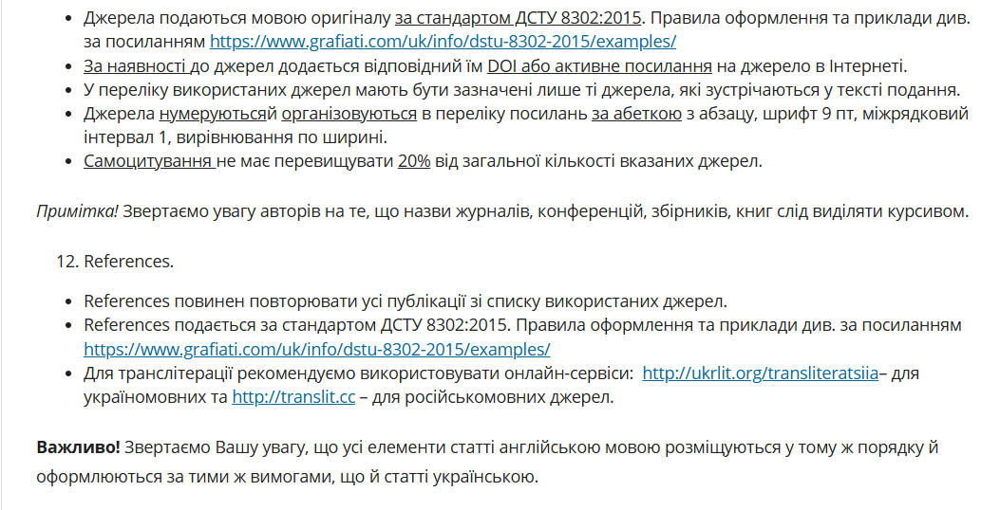 • Джерела подаються мовою оригіналу за стандартом ДСТУ 8302:2015. Правила оформлення та приклади див.
за посиланням https://www.grafiati.com/uk/info/dstu-8302-2015/examples/
• За наявності до джерел додається відповідний їм DOI або активне посилання на джерело в Інтернеті.
• У переліку використаних джерел мають бути зазначені лише ті джерела, які зустрічаються у тексті подання.
• Джерела нумеруютьсяй організовуються в переліку посилань за абеткою з абзацу, шрифт 9 пт, міжрядковий
інтервал 1, вирівнювання по ширині.
• Самоцитування не має перевищувати 20% від загальної кількості вказаних джерел.
Примітка! Звертаємо увагу авторів на те, що назви журналів, конференцій, збірників, книг слід виділяти курсивом.
12. References.
• References повинен повторювати усі публікації зі списку використаних джерел.
• References подається за стандартом ДСТУ 8302:2015. Правила оформлення та приклади див. за посиланням
https://www.grafiati.com/uk/info/dstu-8302-2015/examples/
• Для транслітерації рекомендуємо використовувати онлайн-сервіси: http://ukrlit.org/transliteratsiia– для
україномовних та http://translit.cc – для російськомовних джерел.
Важливо! Звертаємо Вашу увагу, що усі елементи статті англійською мовою розміщуються у тому ж порядку й
оформлюються за тими ж вимогами, що й статті українською.